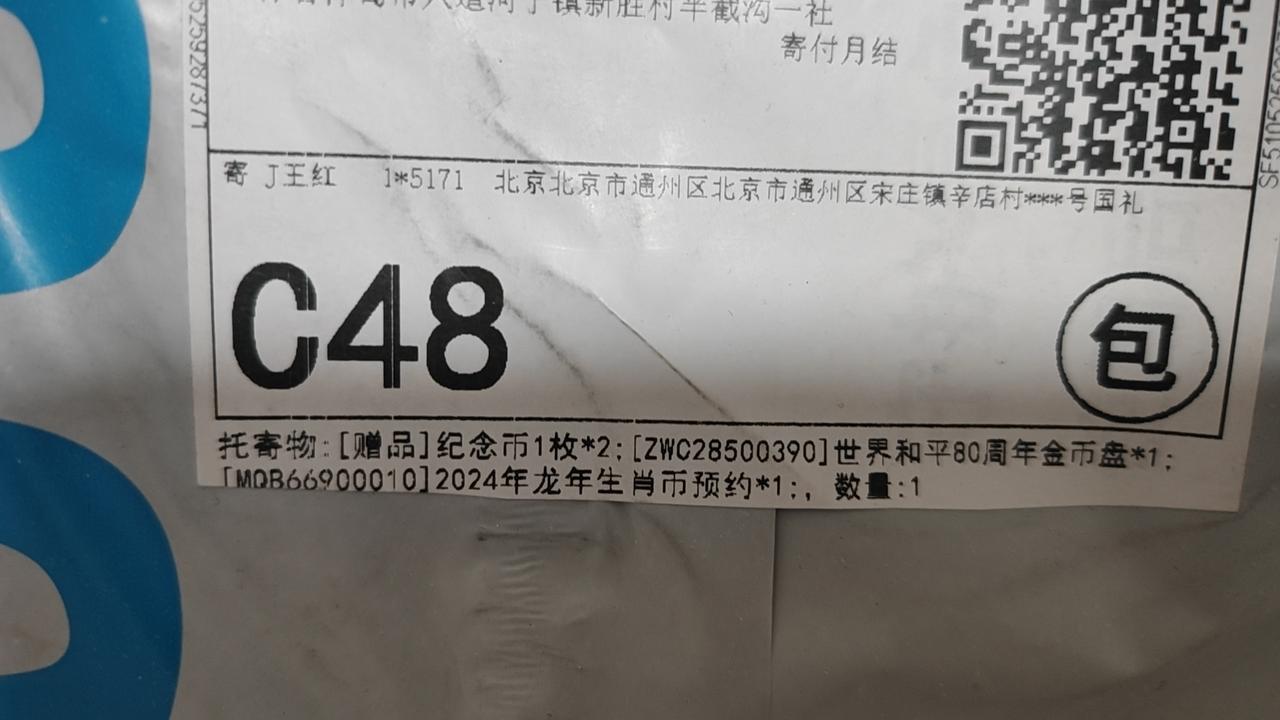 镇新胜村半截沟一社
寄付月结
寄 J王红 1*5171 北京北京市通州区北京市通州区宋庄镇辛店村***号国礼
C48
包
托寄物:[赠品]纪念币1枚*2;[ZWC28500390]世界和平80周年金币盘*1;
[MQB66900010]2024年龙年生肖币预约*1;, 数量:1